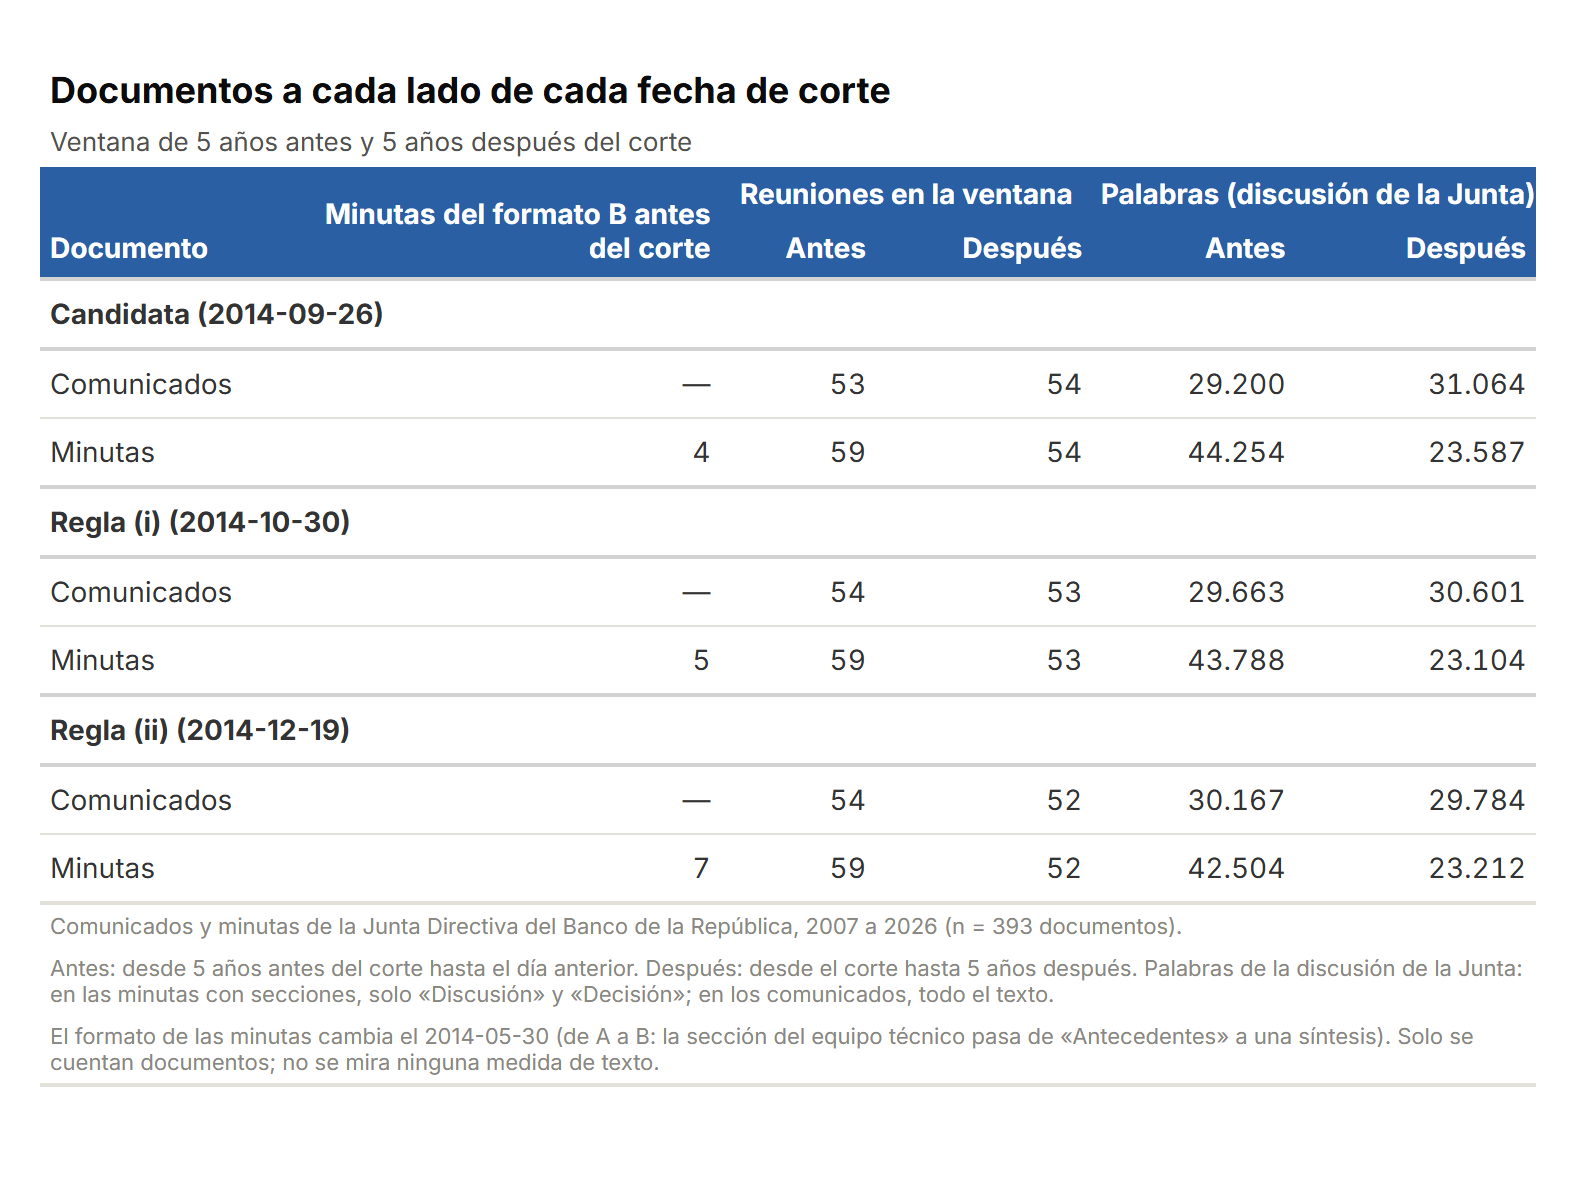 Documentos a cada lado de cada fecha de corte
Ventana de 5 años antes y 5 años después del corte
Documento Minutas del formato B antes del corte Reuniones en la ventana Palabras (discusión de la Junta)
Antes Después Antes Después
Candidata (2014-09-26)
Comunicados — 53 54 29.200 31.064
Minutas 4 59 54 44.254 23.587
Regla (i) (2014-10-30)
Comunicados — 54 53 29.663 30.601
Minutas 5 59 53 43.788 23.104
Regla (ii) (2014-12-19)
Comunicados — 54 52 30.167 29.784
Minutas 7 59 52 42.504 23.212
Comunicados y minutas de la Junta Directiva del Banco de la República, 2007 a 2026 (n = 393 documentos).
Antes: desde 5 años antes del corte hasta el día anterior. Después: desde el corte hasta 5 años después. Palabras de la discusión de la Junta:
en las minutas con secciones, solo «Discusión» y «Decisión»; en los comunicados, todo el texto.
El formato de las minutas cambia el 2014-05-30 (de A a B: la sección del equipo técnico pasa de «Antecedentes» a una síntesis). Solo se
cuentan documentos; no se mira ninguna medida de texto.